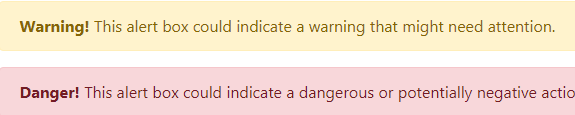 Warning! This alert box could indicate a warning that might need attention.
Danger! This alert box could indicate a dangerous or potentially negative actio